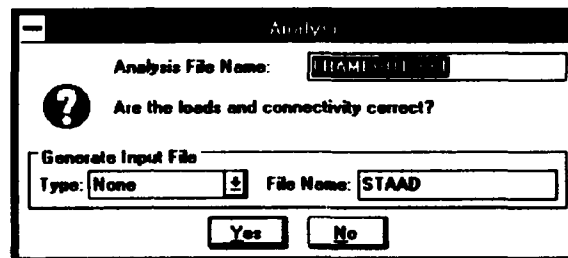 Analysis
Analysis File Name:
Are the loads and connectivity correct?
Generate Input File
Type: None File Name: STAAD
Yes No